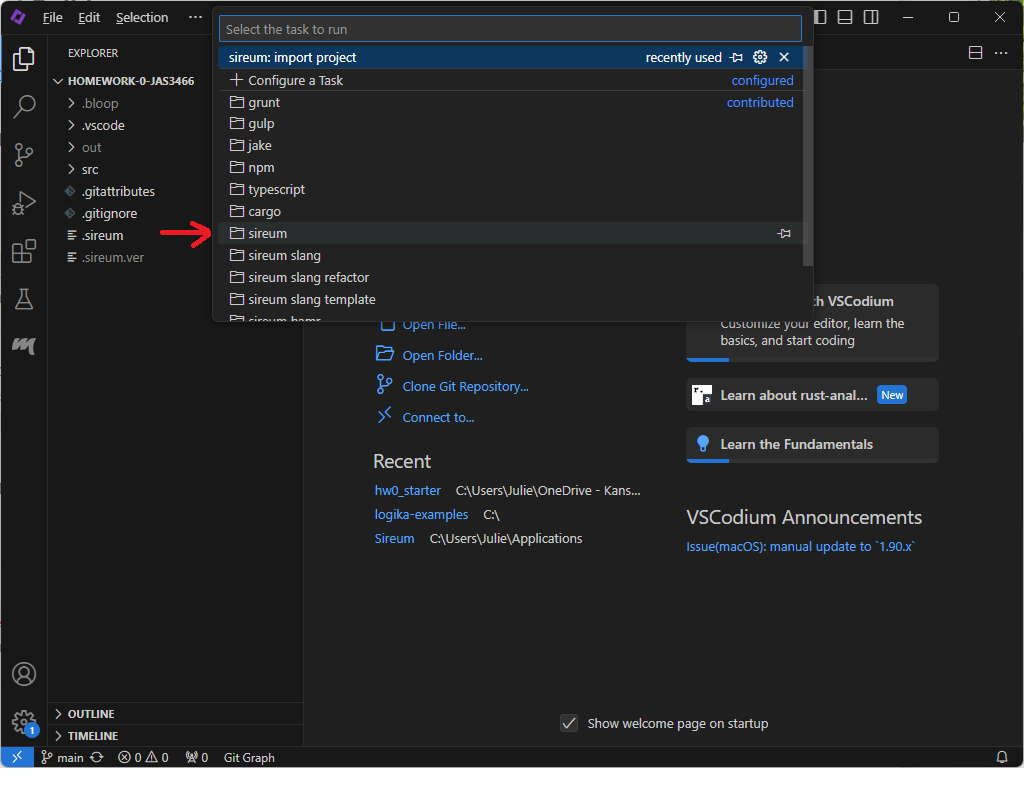 File Edit Selection ···
Select the task to run
sireum: import project recently used
Configure a Task configured
grunt contributed
gulp
jake
npm
typescript
cargo
sireum
sireum slang
sireum slang refactor
sireum slang template
EXPLORER
HOMEWORK-0-JAS3466
.bloop
.vscode
out
src
.gitattributes
.gitignore
.sireum
.sireum.ver
Open File...
Open Folder...
Clone Git Repository...
Connect to...
Recent
hw0_starter C:\Users\Julie\OneDrive - Kans...
logika-examples C:\
Sireum C:\Users\Julie\Applications
VSCodium
Customize your editor, learn the
basics, and start coding
Learn about rust-anal... New
r.
a
Learn the Fundamentals
VSCodium Announcements
Issue(macOS): manual update to `1.90.x`
Show welcome page on startup
OUTLINE
TIMELINE
1
main 0 0 0 Git Graph